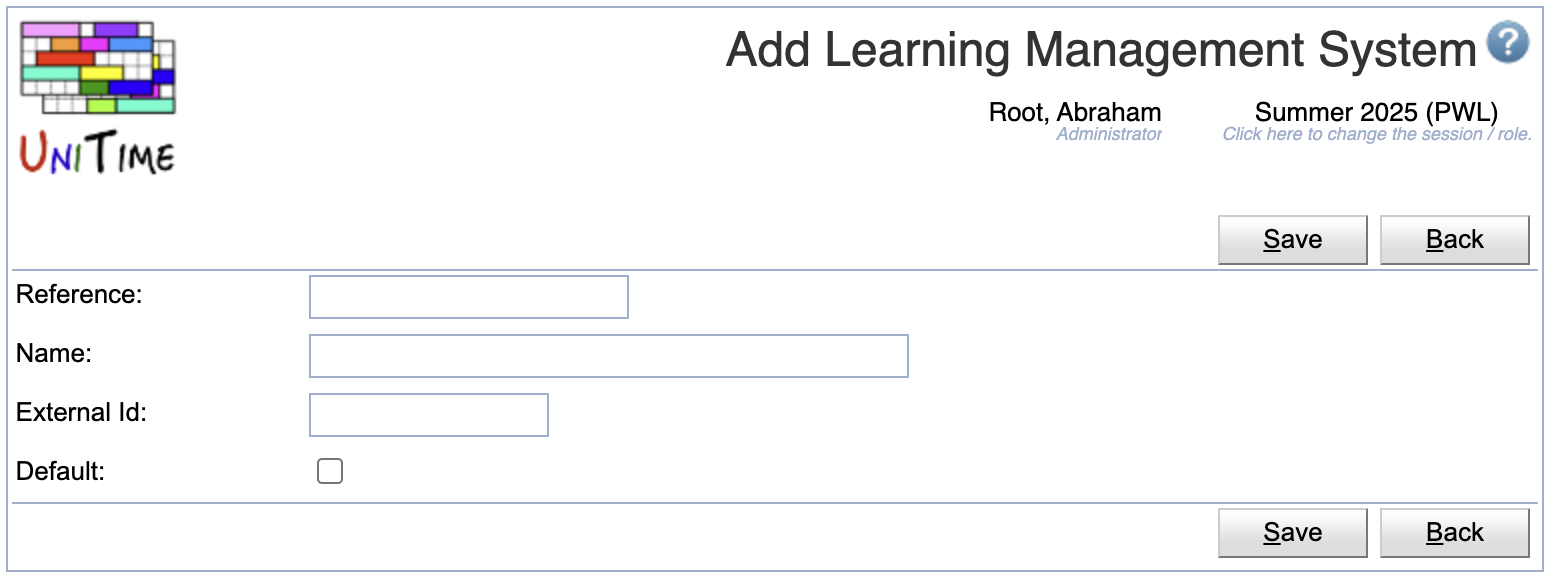 Add Learning Management System ?
UniTime
Root, Abraham Summer 2025 (PWL)
Administrator Click here to change the session / role.
Save Back
Reference:
Name:
External Id:
Default:
Save Back